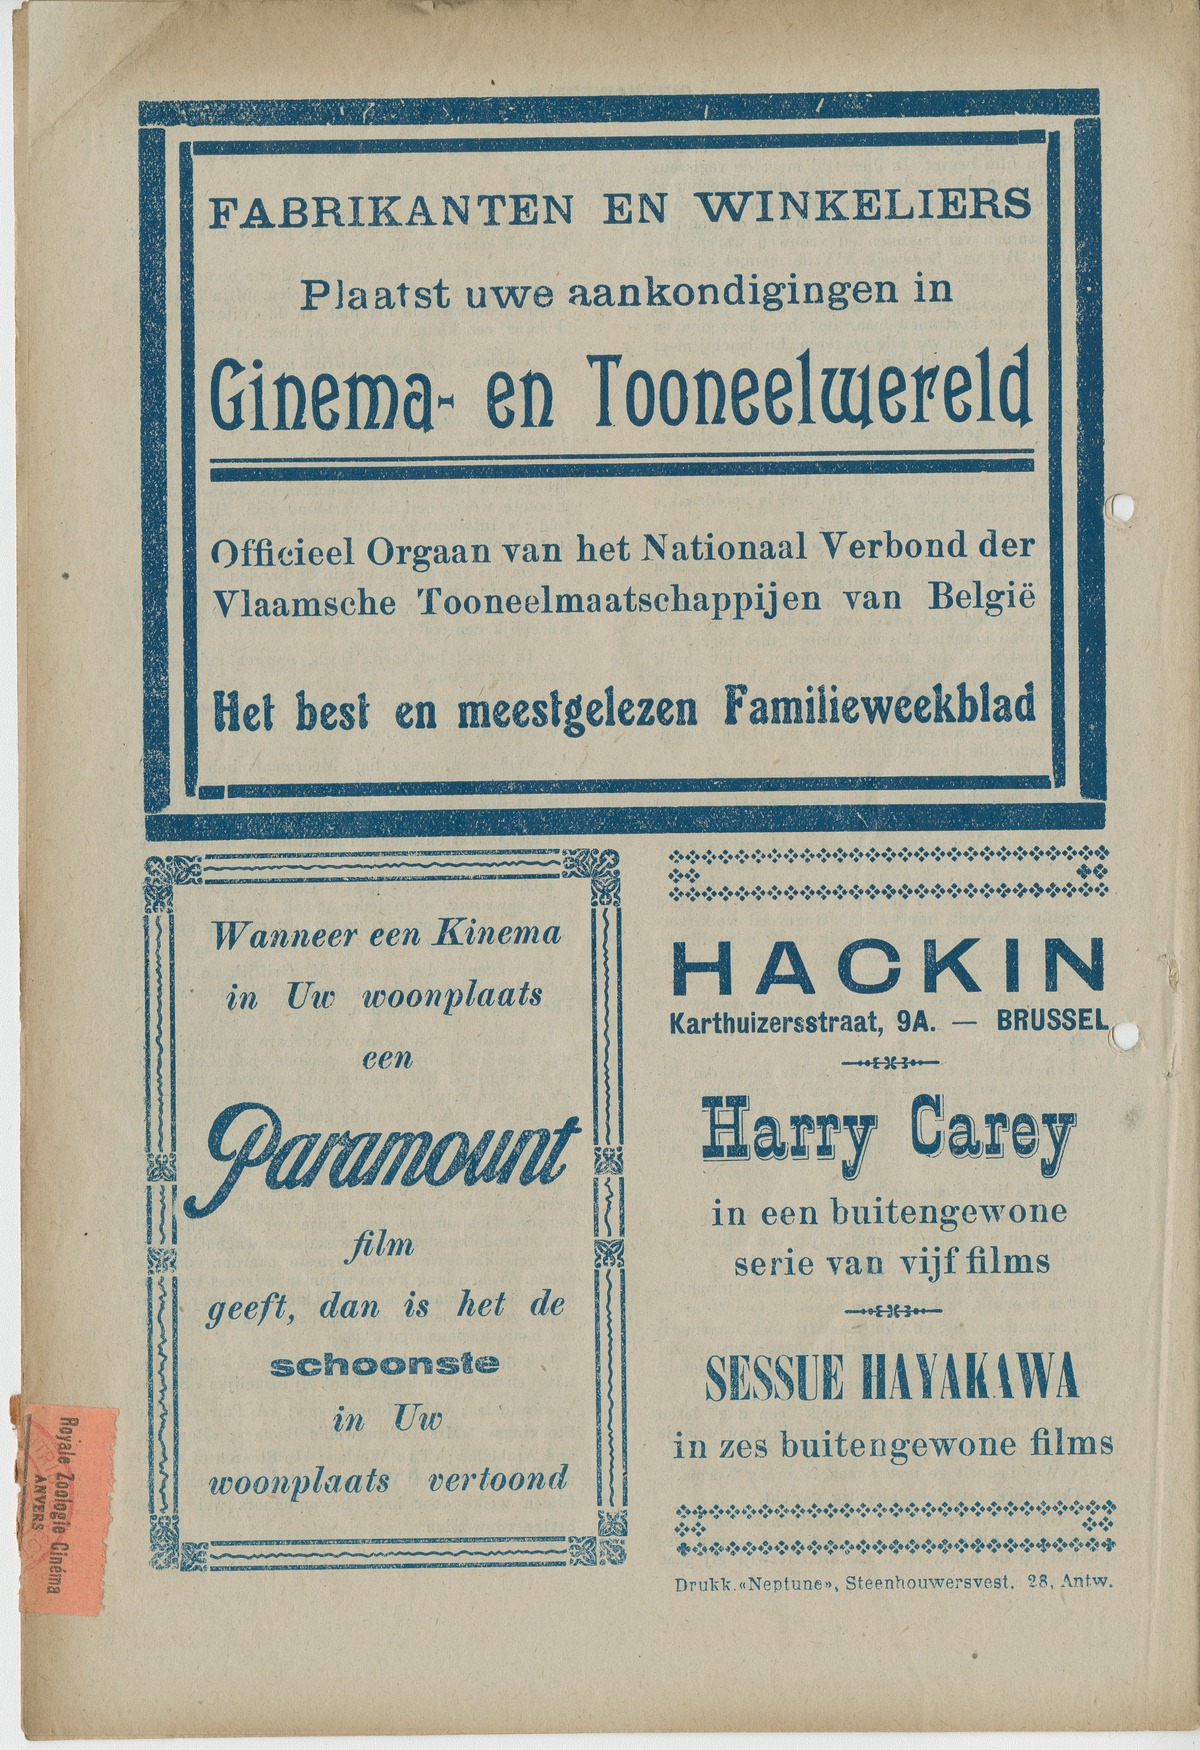 FABRIKANTEN EN WINKELIERS
Plaatst uwe aankondigingen in
Cinema- en Tooneelwereld
Officieel Orgaan van het Nationaal Verbond der
Vlaamsche Tooneelmaatschappijen van België
Het best en meestgelezen Familieweekblad
Wanneer een Kinema
in Uw woonplaats
een
Paramount
film
geeft, dan is het de
schoonste
in Uw
woonplaats vertoond
HACKIN
Karthuizersstraat, 9A. — BRUSSEL
Harry Carey
in een buitengewone
serie van vijf films
SESSUE HAYAKAWA
in zes buitengewone films
Drukk. «Neptune», Steenhouwersvest. 28, Antw.
Royale Zoologie Cinéma
ANVERS